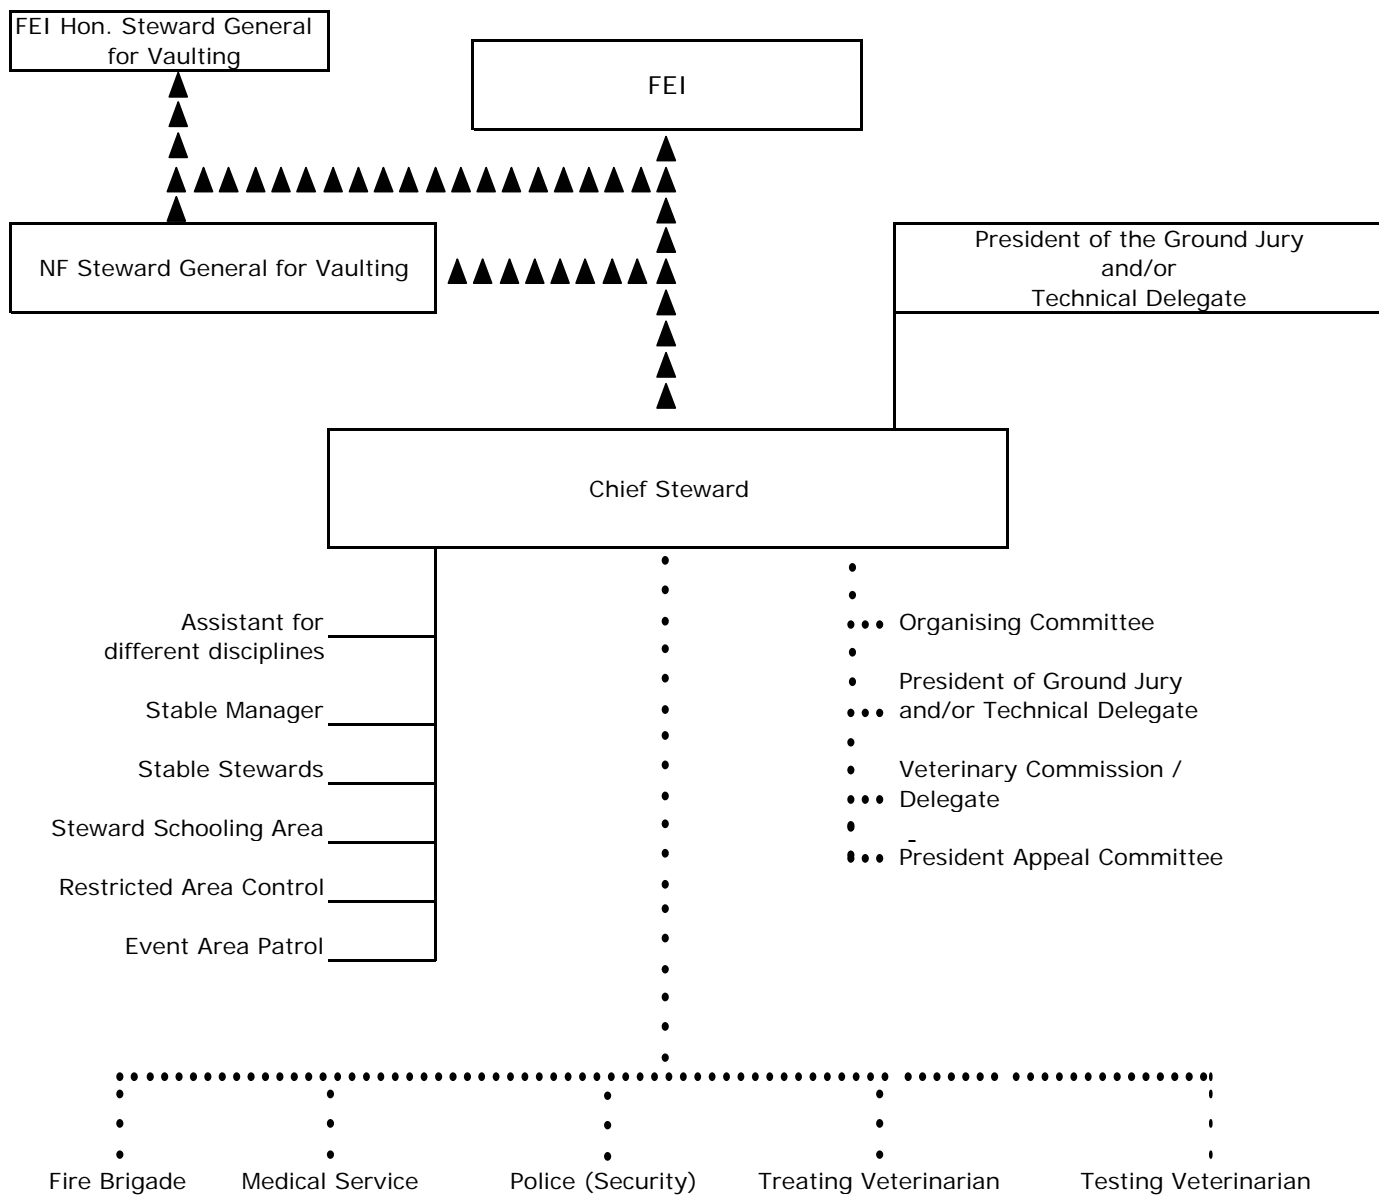 FEI Hon. Steward General
for Vaulting
FEI
NF Steward General for Vaulting
President of the Ground Jury
and/or
Technical Delegate
Chief Steward
Assistant for
different disciplines
Stable Manager
Stable Stewards
Steward Schooling Area
Restricted Area Control
Event Area Patrol
Organising Committee
President of Ground Jury
and/or Technical Delegate
Veterinary Commission /
Delegate
-
President Appeal Committee
Fire Brigade
Medical Service
Police (Security)
Treating Veterinarian
Testing Veterinarian